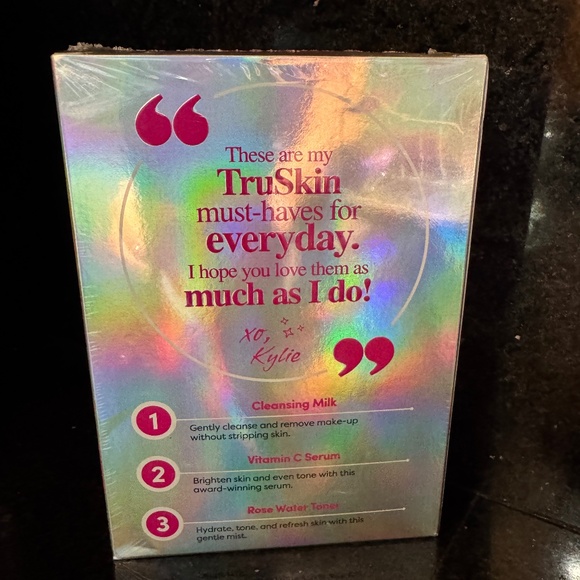 “
These are my
TruSkin
must-haves for
everyday.
I hope you love them as
much as I do!
xo,
Kylie
”
1
Cleansing Milk
Gently cleanse and remove make-up
without stripping skin.
2
Vitamin C Serum
Brighten skin and even tone with this
award-winning serum.
3
Rose Water Toner
Hydrate, tone, and refresh skin with this
gentle mist.